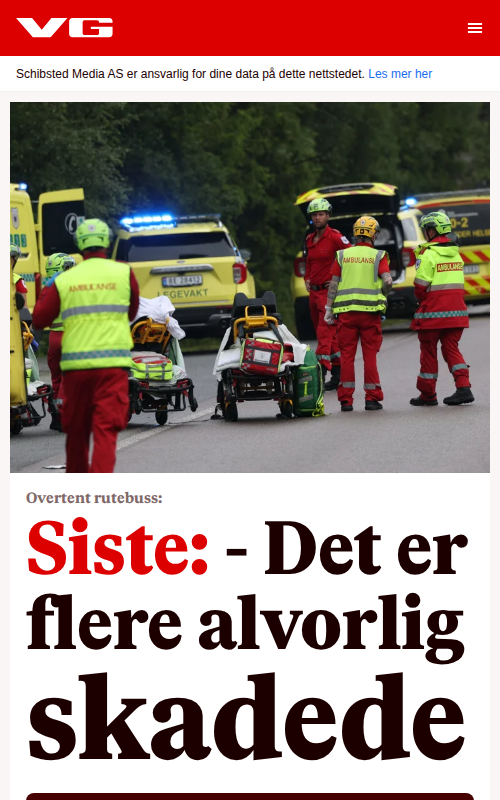 VG
Schibsted Media AS er ansvarlig for dine data på dette nettstedet. Les mer her
AMBULANSE
LEGEVAKT
AMBULANSE
AMBULANSE
Overtent rutebuss:
Siste: - Det er
flere alvorlig
skadede